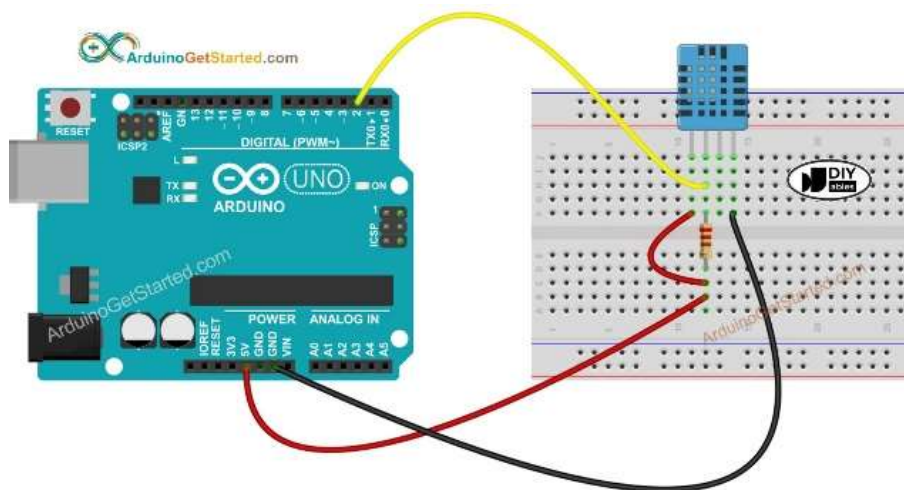 ArduinoGetStarted.com
RESET
ICSP2
AREF
GN
13
12
~11
~10
~9
8
7
~6
~5
4
~3
2
TX0▸1
RX0◂0
DIGITAL (PWM~)
L
TX
RX
UNO
ON
ARDUINO
1
ICSP
DIY
ables
ArduinoGetStarted.com
ArduinoGetStarted.com
POWER
ANALOG IN
IOREF
RESET
3V3
5V
GND
GND
VIN
A0
A1
A2
A3
A4
A5